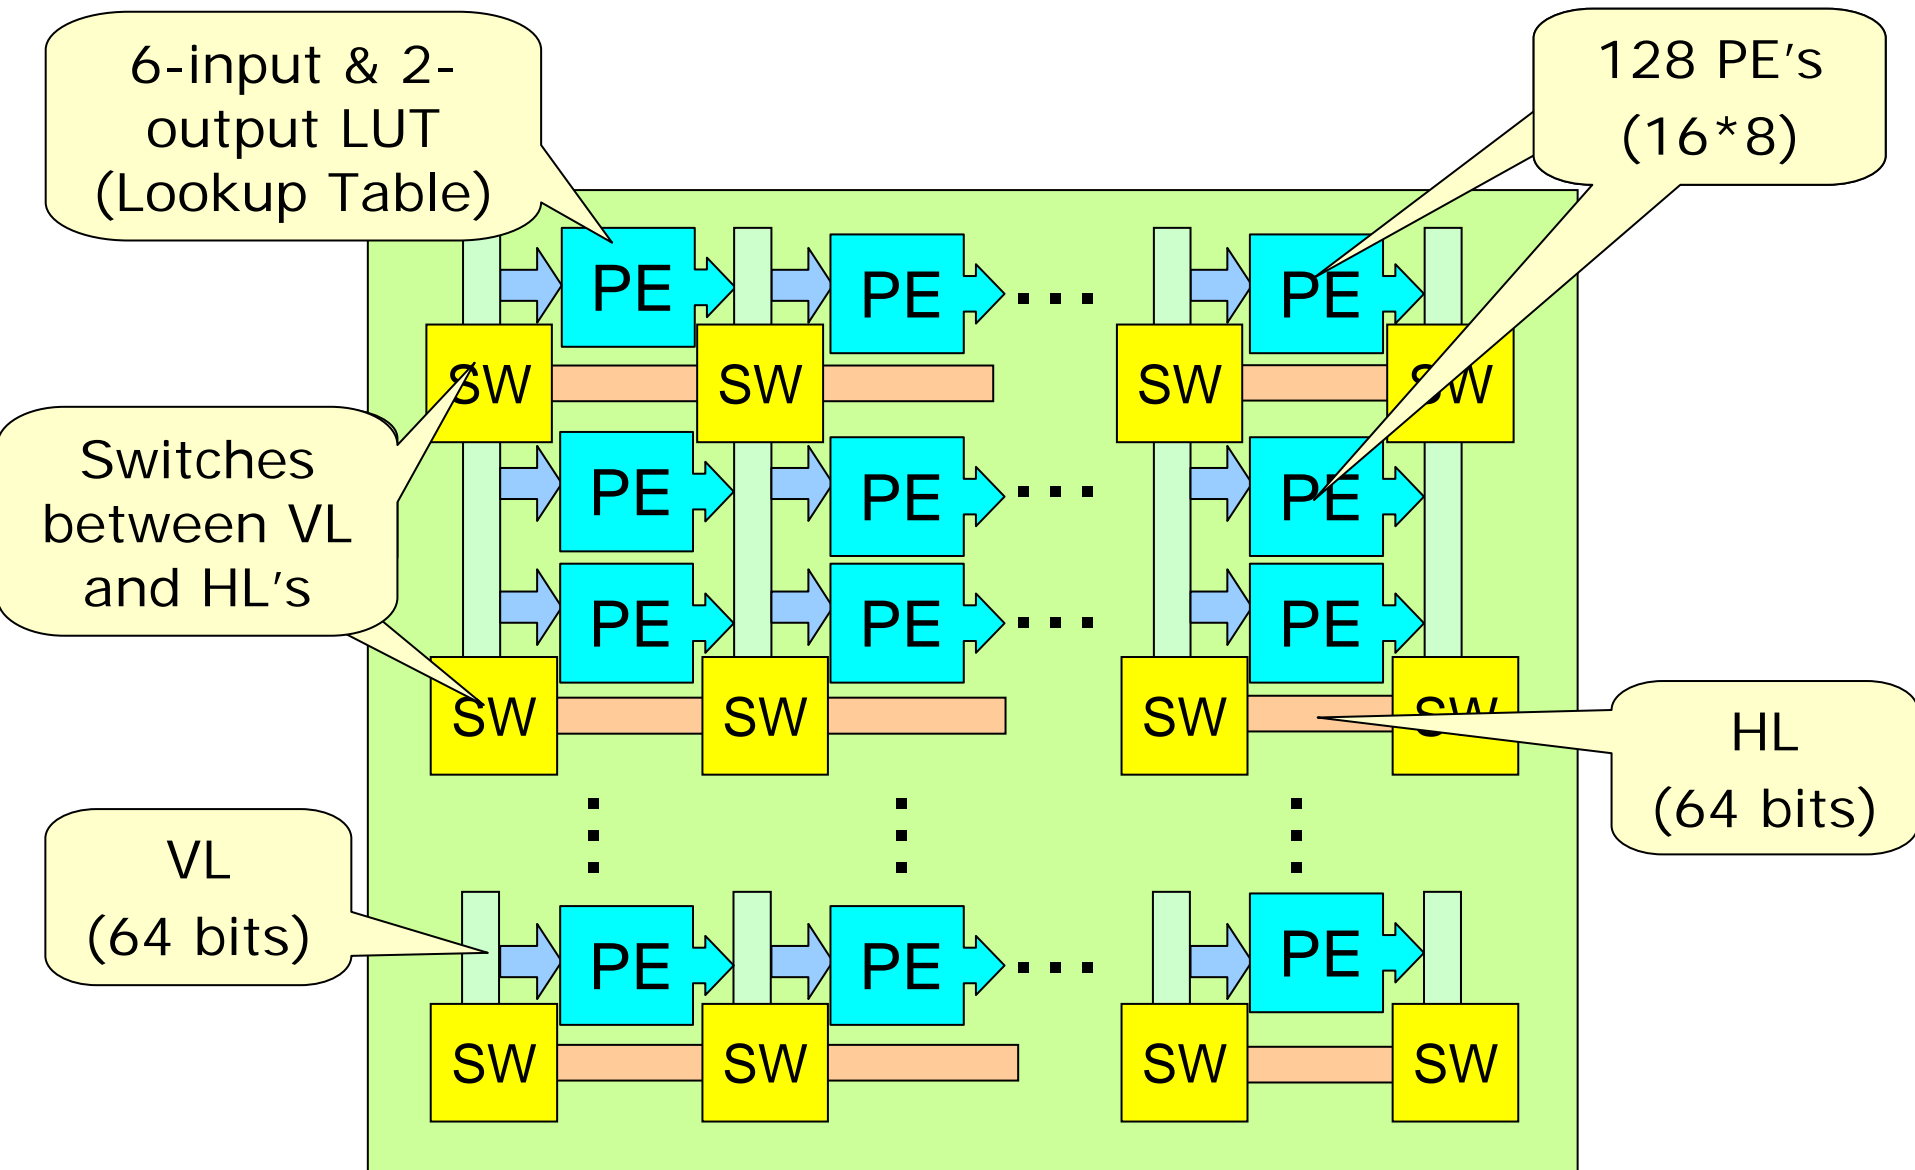 6-input & 2-
output LUT
(Lookup Table)
128 PE's
(16*8)
PE PE PE
SW SW SW SW
Switches
between VL
and HL's
PE PE PE
PE PE PE
SW SW SW SW
HL
(64 bits)
VL
(64 bits)
PE PE PE
SW SW SW SW